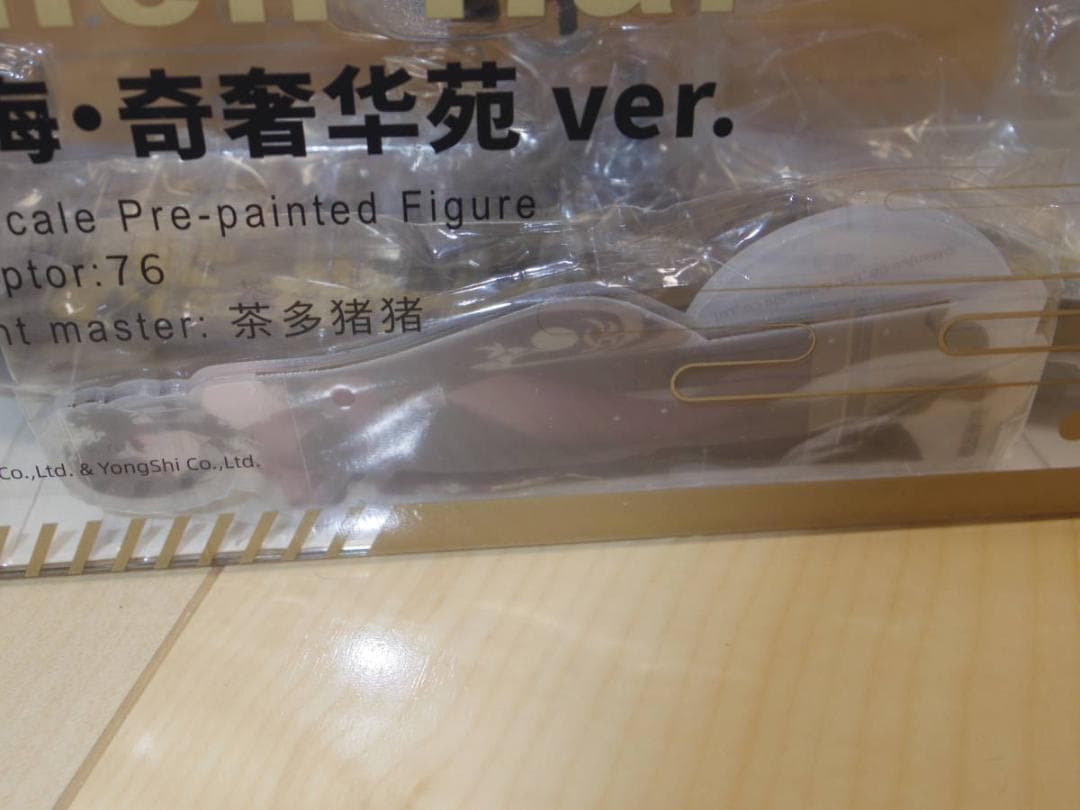 海·奇奢华苑 ver.
cale Pre-painted Figure
ptor:76
nt master: 茶多猪猪
Co.,Ltd. & YongShi Co.,Ltd.